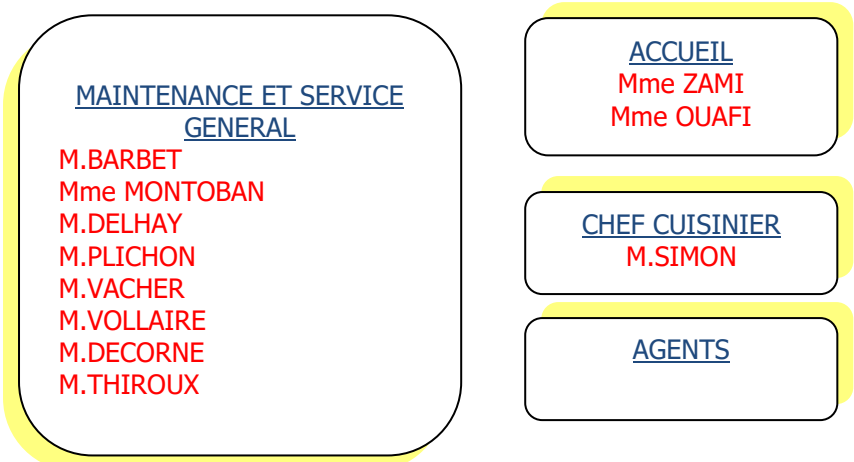 MAINTENANCE ET SERVICE
GENERAL
M.BARBET
Mme MONTOBAN
M.DELHAY
M.PLICHON
M.VACHER
M.VOLLAIRE
M.DECORNE
M.THIROUX
ACCUEIL
Mme ZAMI
Mme OUAFI
CHEF CUISINIER
M.SIMON
AGENTS